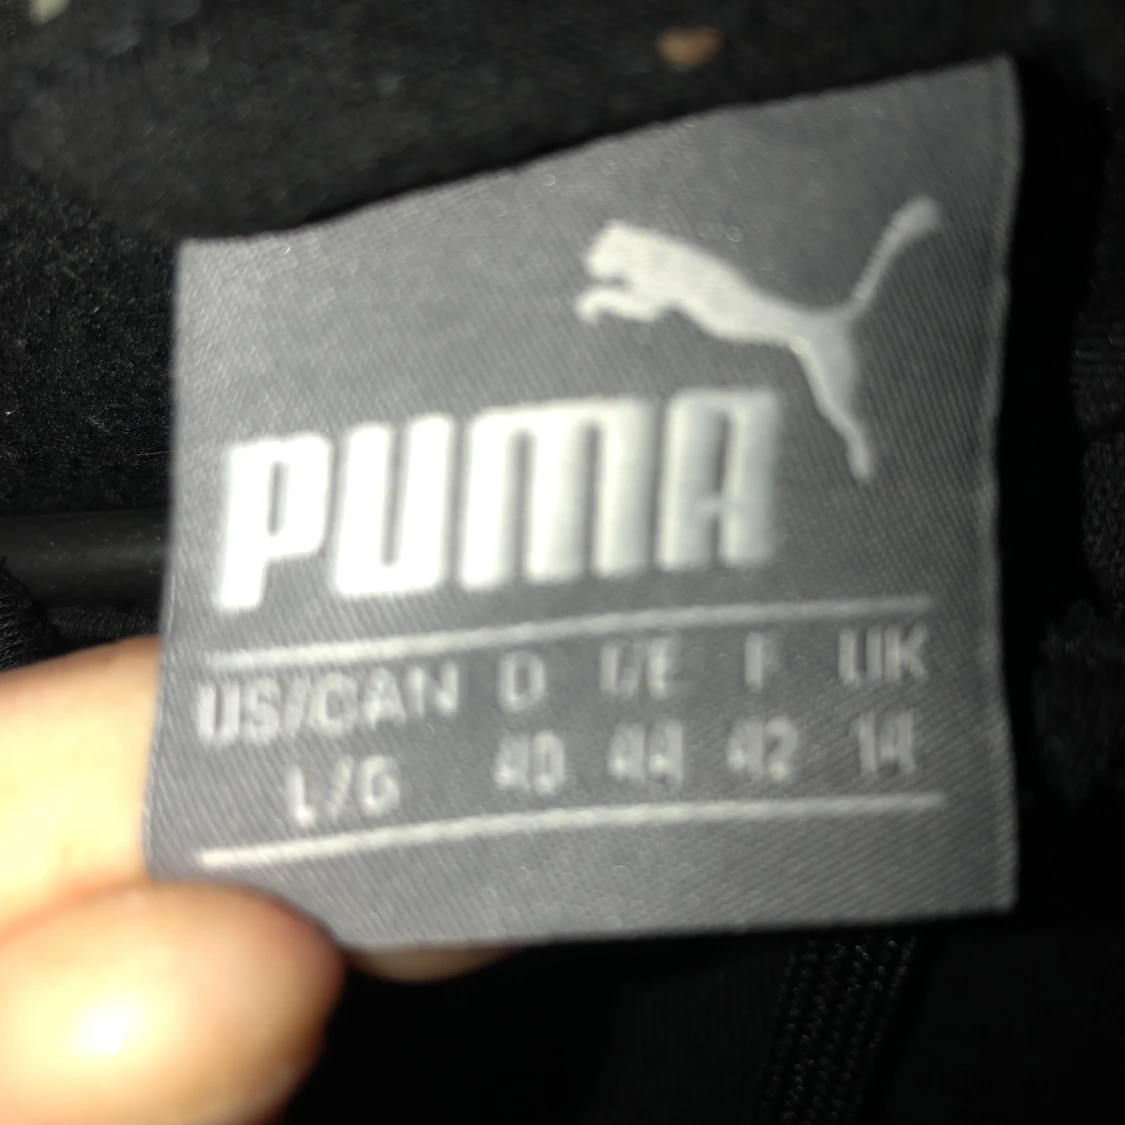 PUMA
US/CAN D I/E F UK
L/G 40 44 42 14